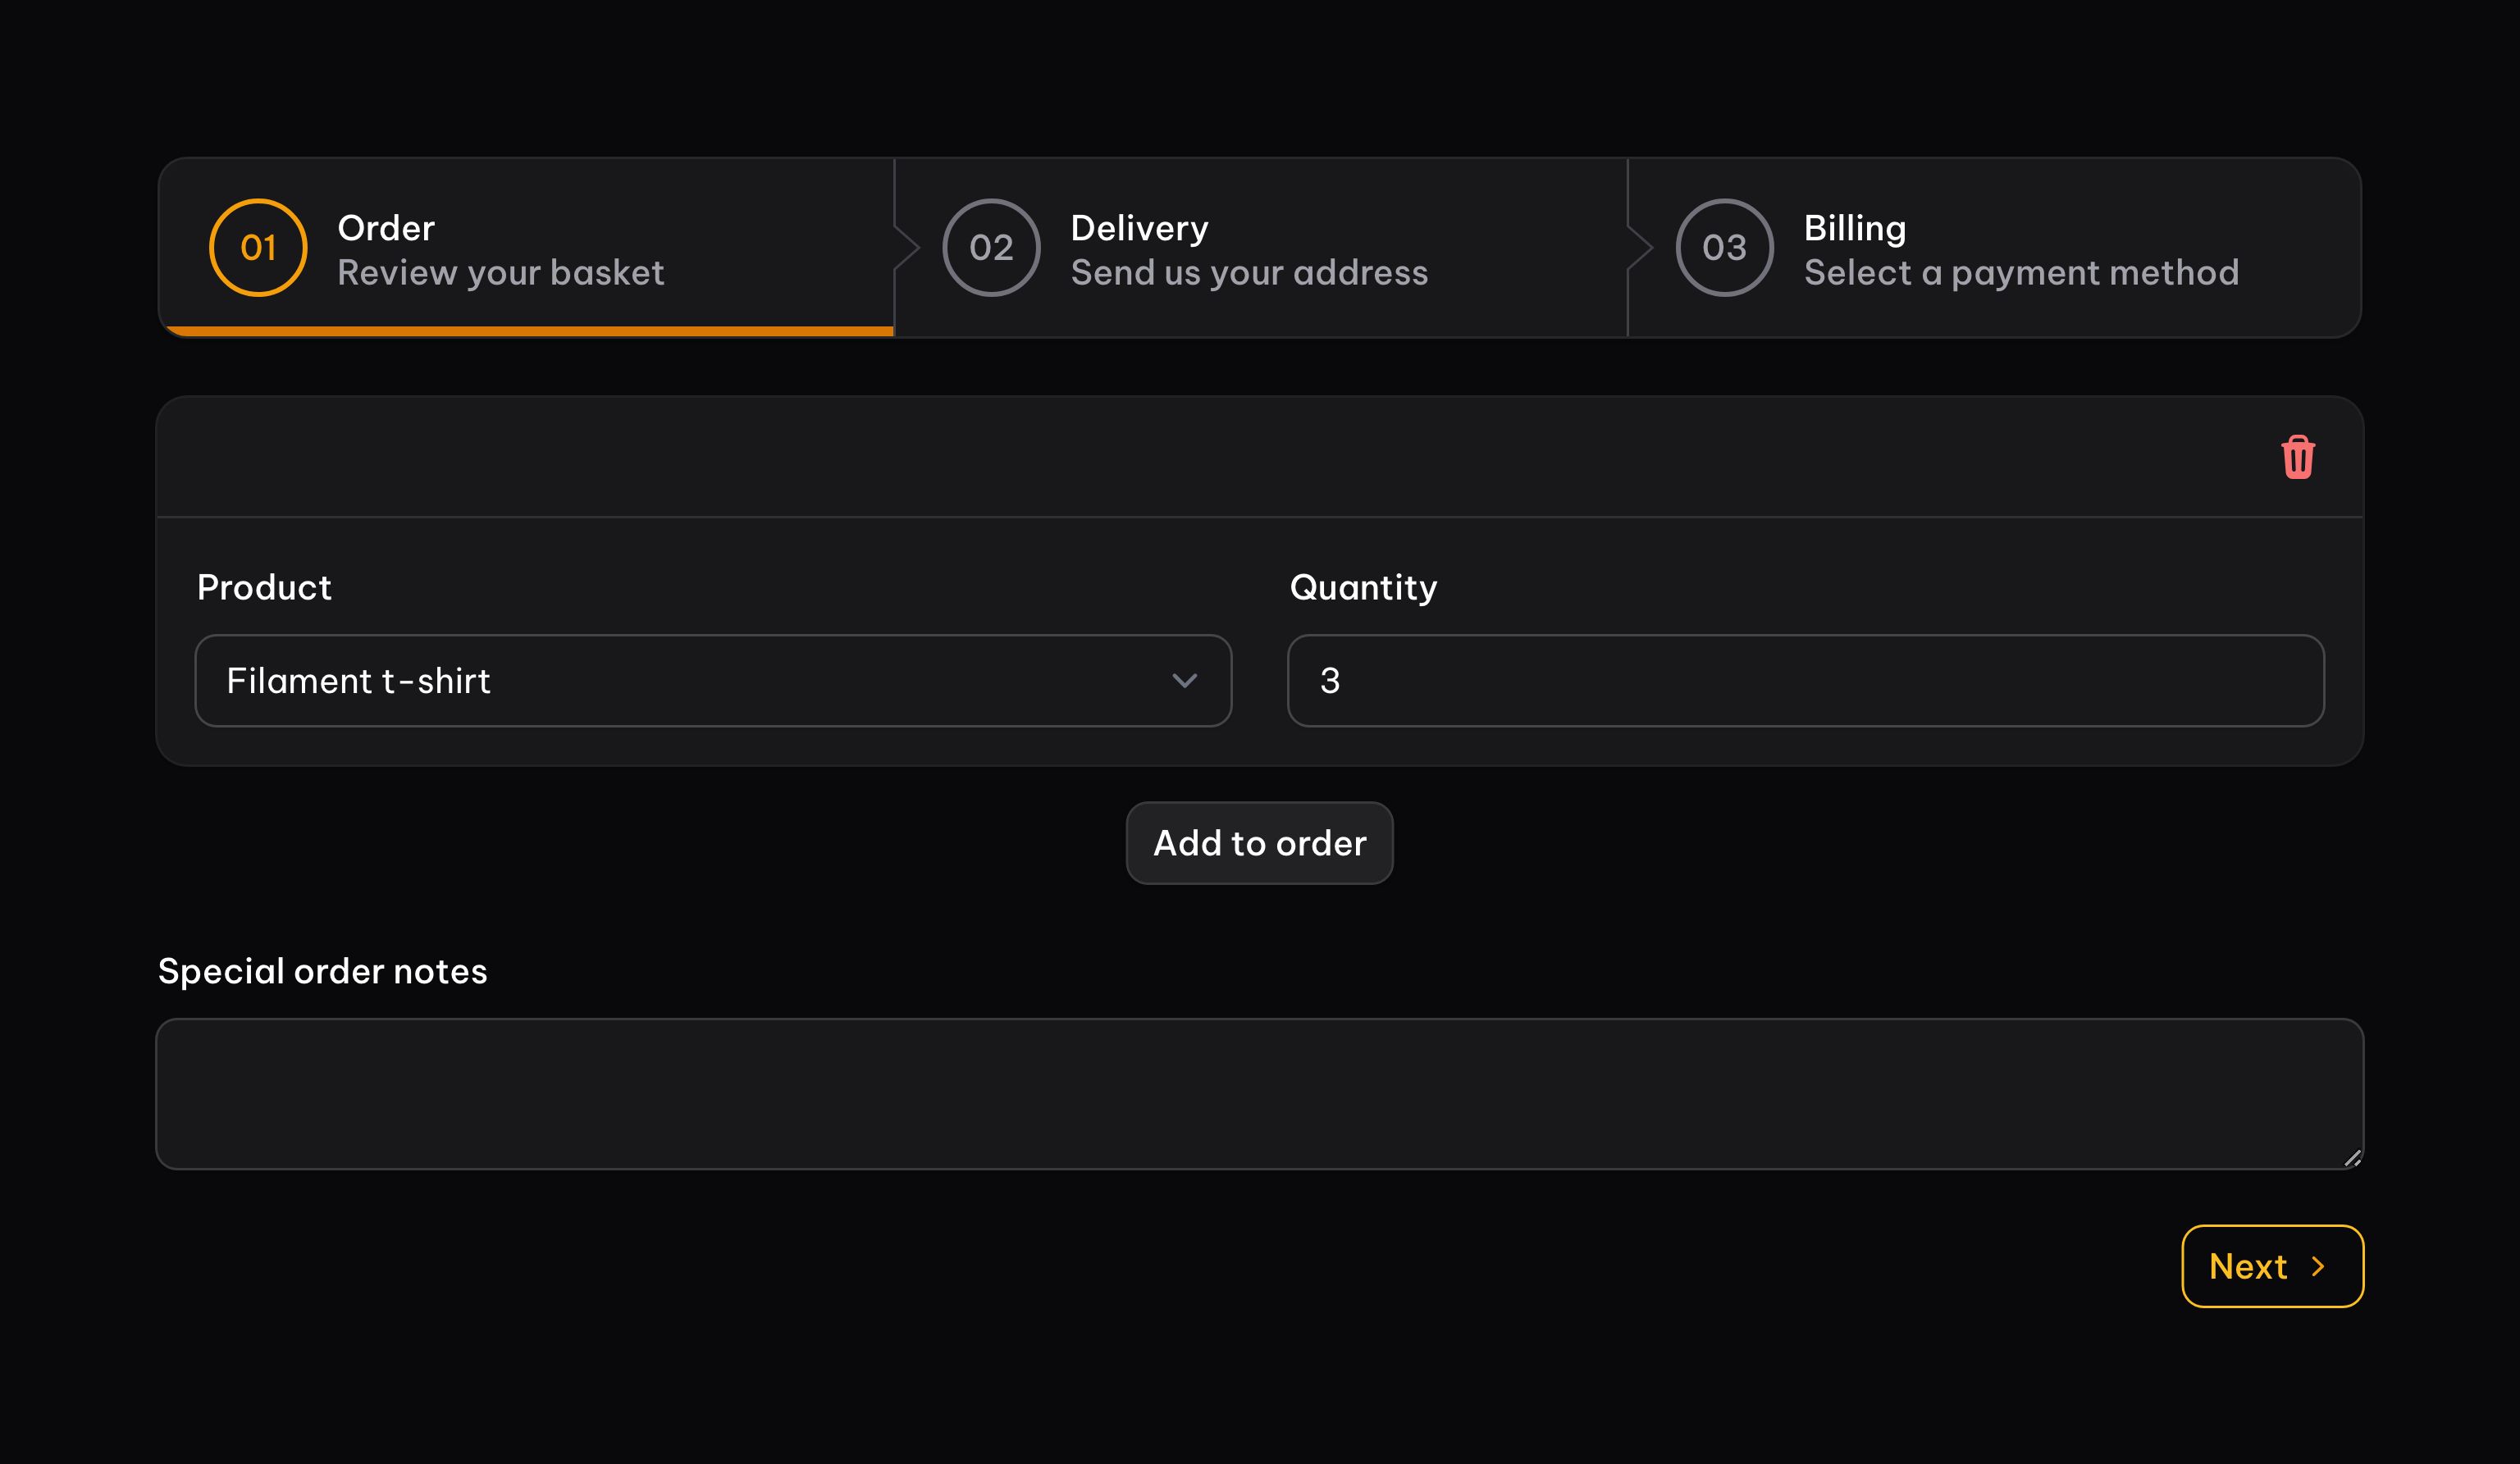 01
Order
Review your basket
02
Delivery
Send us your address
03
Billing
Select a payment method
Product
Quantity
Filament t-shirt
3
Add to order
Special order notes
Next